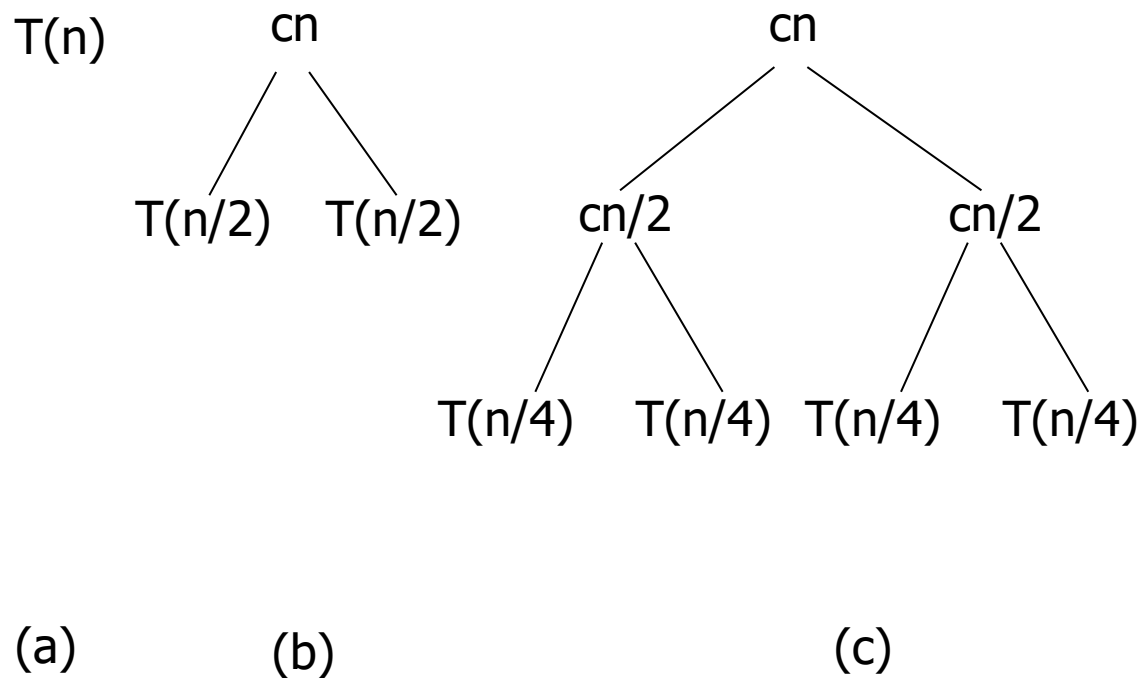 T(n) cn cn
T(n/2) T(n/2) cn/2 cn/2
T(n/4) T(n/4) T(n/4) T(n/4)
(a) (b) (c)